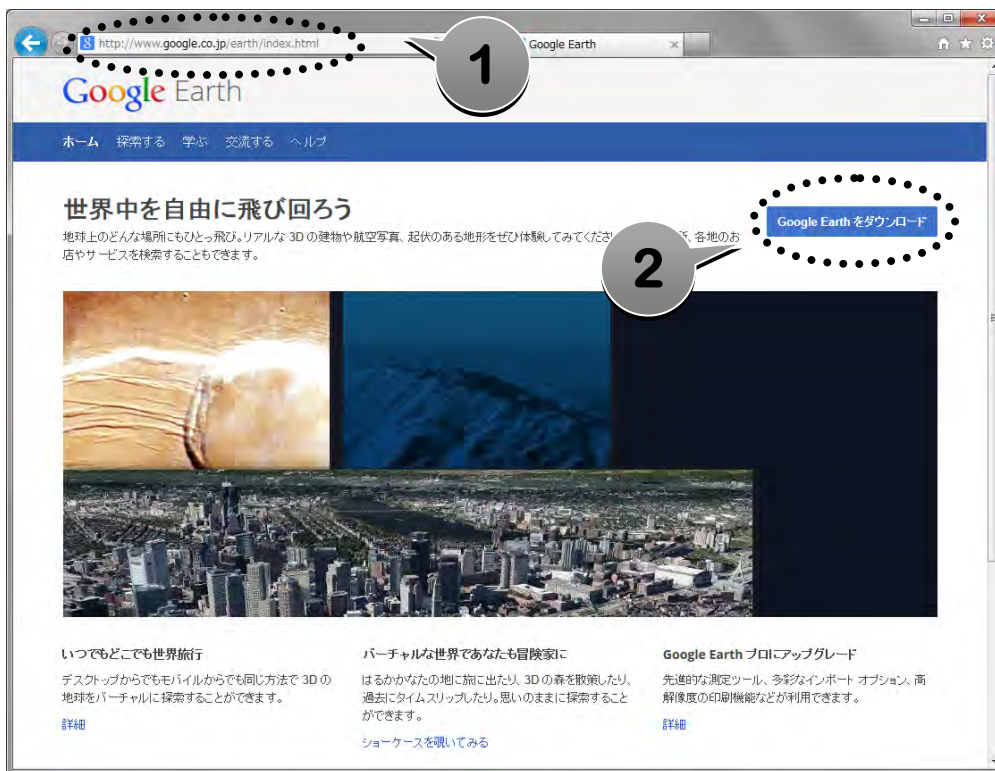 http://www.google.co.jp/earth/index.html
Google Earth
1
Google Earth
ホーム 探索する 学ぶ 交流する ヘルプ
世界中を自由に飛び回ろう
Google Earth をダウンロード
地球上のどんな場所にもひとっ飛び。リアルな 3D の建物や航空写真、起伏のある地形をぜひ体験してみてくださ 所、各地のお
店やサービスを検索することもできます。
2
いつでもどこでも世界旅行
デスクトップからでもモバイルからでも同じ方法で 3D の
地球をバーチャルに探索することができます。
詳細
バーチャルな世界であなたも冒険家に
はるかかなたの地に旅に出たり、3D の森を散策したり、
過去にタイムスリップしたり。思いのままに探索すること
ができます。
ショーケースを覗いてみる
Google Earth プロにアップグレード
先進的な測定ツール、多彩なインポート オプション、高
解像度の印刷機能などが利用できます。
詳細